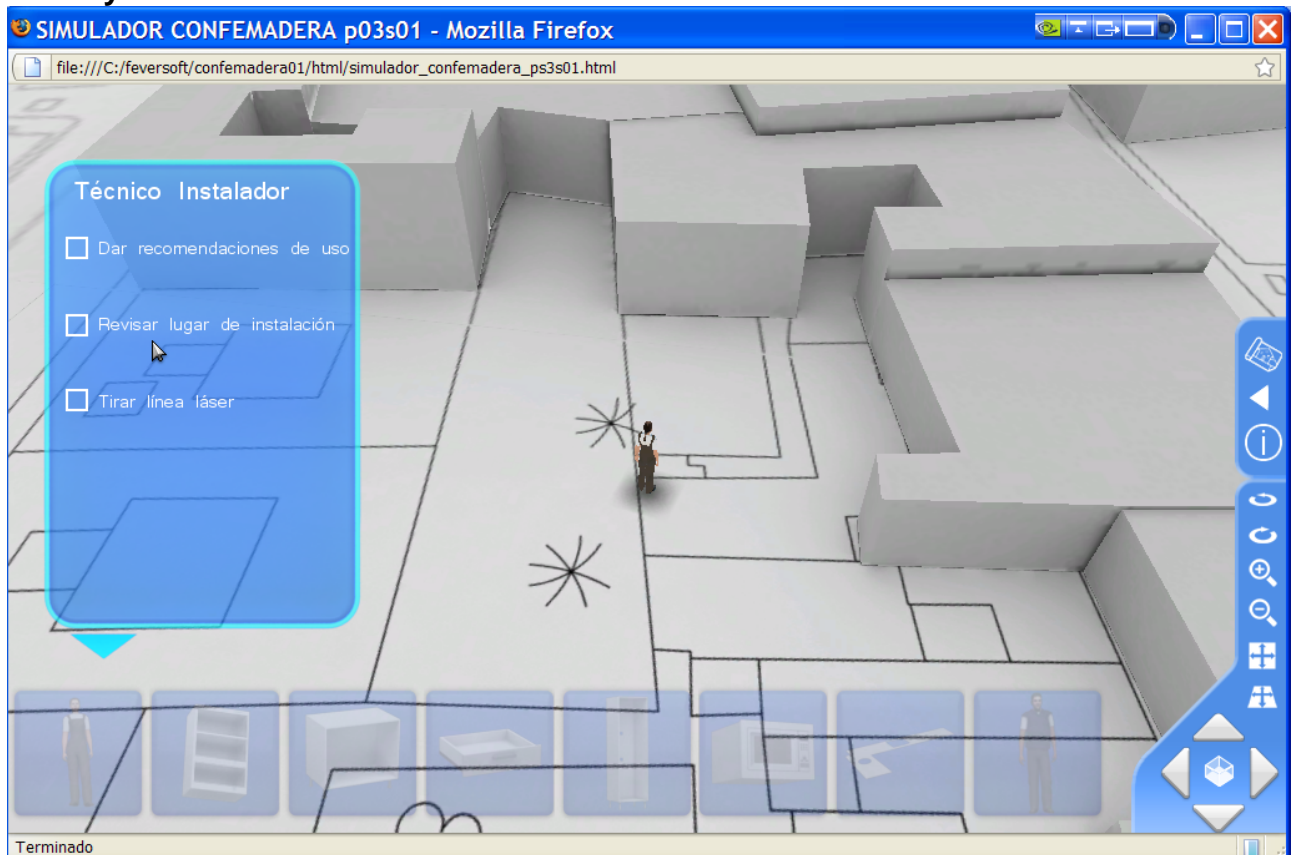 SIMULADOR CONFEMADERA p03s01 - Mozilla Firefox
file:///C:/feversoft/confemadera01/html/simulador_confemadera_ps3s01.html
Técnico Instalador
Dar recomendaciones de uso
Revisar lugar de instalación
Tirar línea láser
Terminado